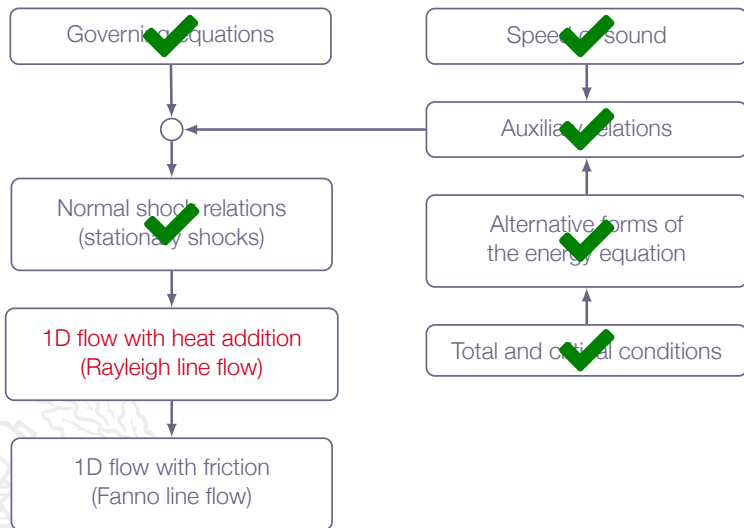 Governing equations
Speed of sound
Auxiliary relations
Normal shock relations
(stationary shocks)
Alternative forms of
the energy equation
1D flow with heat addition
(Rayleigh line flow)
Total and critical conditions
1D flow with friction
(Fanno line flow)